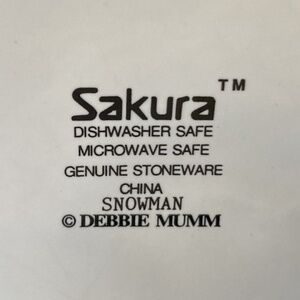 Sakura™
DISHWASHER SAFE
MICROWAVE SAFE
GENUINE STONEWARE
CHINA
SNOWMAN
© DEBBIE MUMM